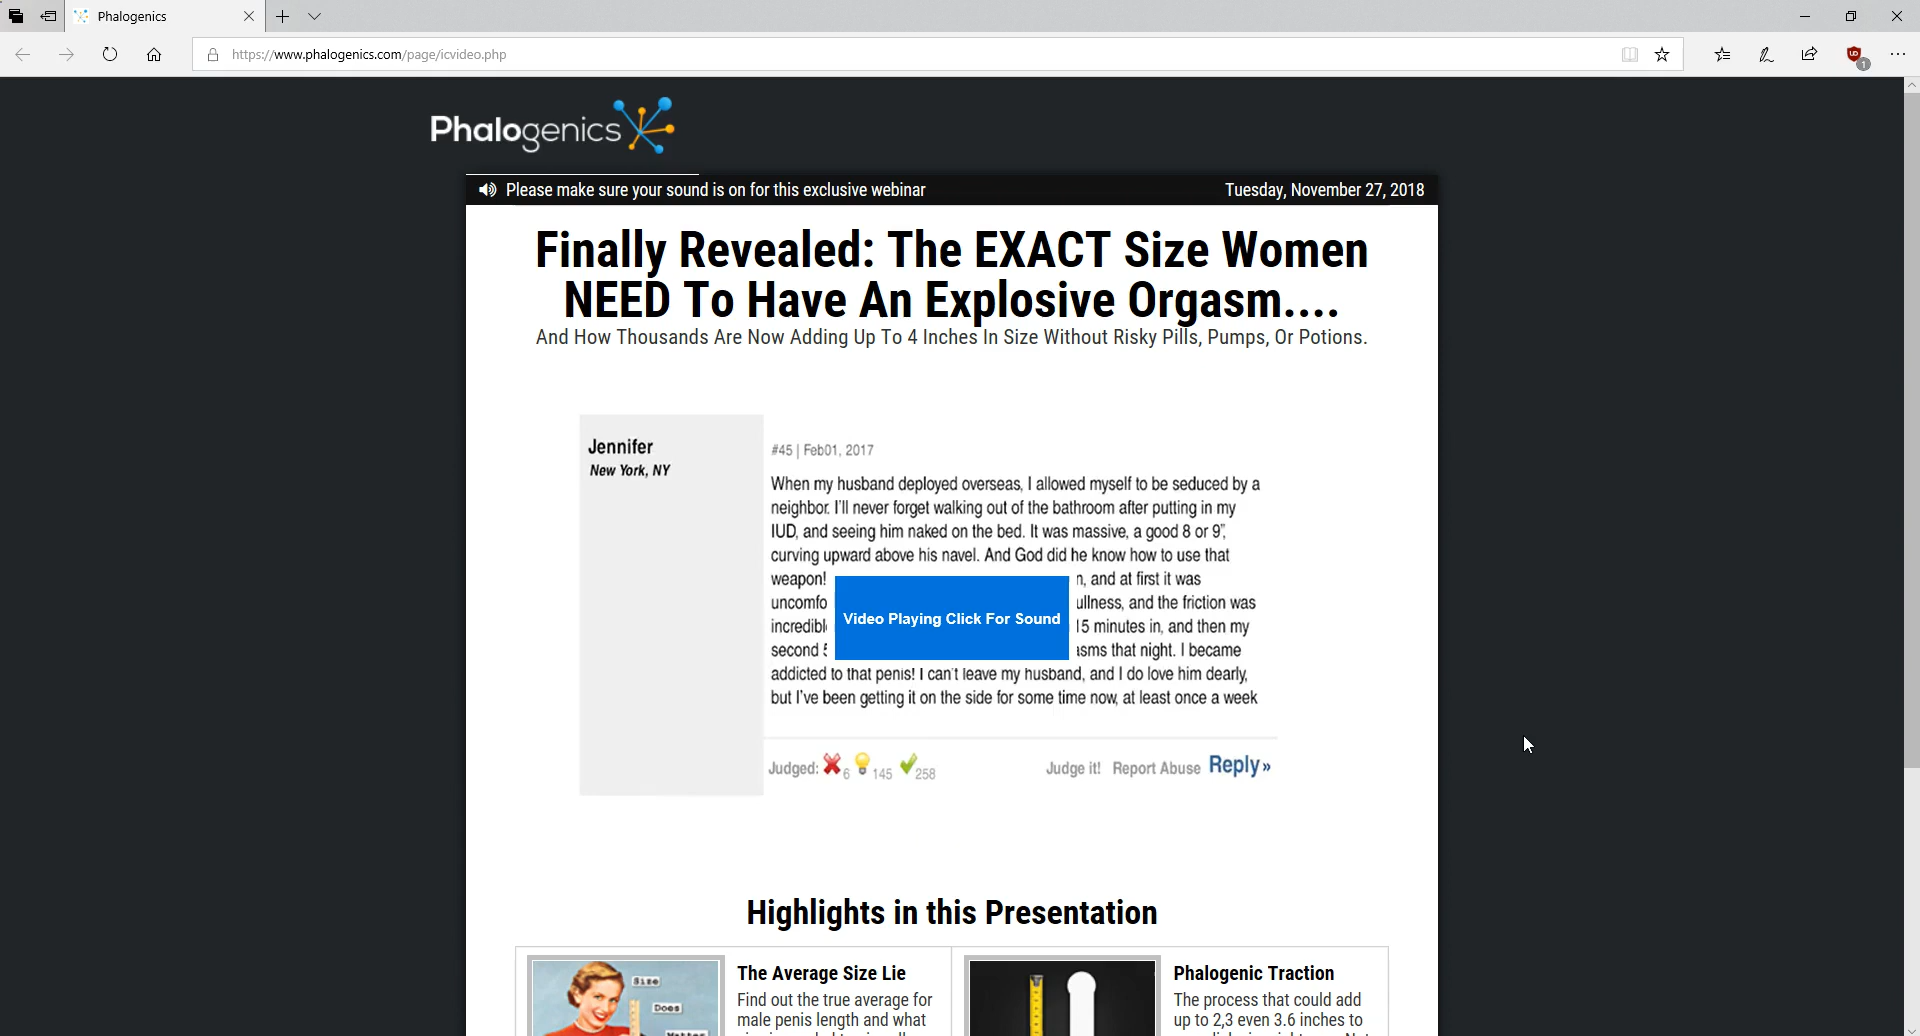 Phalogenics
https://www.phalogenics.com/page/icvideo.php
UD
1
Phalogenics
Please make sure your sound is on for this exclusive webinar
Tuesday, November 27, 2018
Finally Revealed: The EXACT Size Women
NEED To Have An Explosive Orgasm....
And How Thousands Are Now Adding Up To 4 Inches In Size Without Risky Pills, Pumps, Or Potions.
Jennifer
New York, NY
#45 | Feb01, 2017
When my husband deployed overseas, I allowed myself to be seduced by a
neighbor. I'll never forget walking out of the bathroom after putting in my
IUD, and seeing him naked on the bed. It was massive, a good 8 or 9",
curving upward above his navel. And God did he know how to use that
weapon! n, and at first it was
uncomfo ullness, and the friction was
incredibl 15 minutes in, and then my
second asms that night. I became
addicted to that penis! I can't leave my husband, and I do love him dearly,
but I've been getting it on the side for some time now, at least once a week
Video Playing Click For Sound
Judged: 6 145 258
Judge it! Report Abuse Reply»
Highlights in this Presentation
Size
Does
Matter
The Average Size Lie
Find out the true average for
male penis length and what
Phalogenic Traction
The process that could add
up to 2,3 even 3.6 inches to